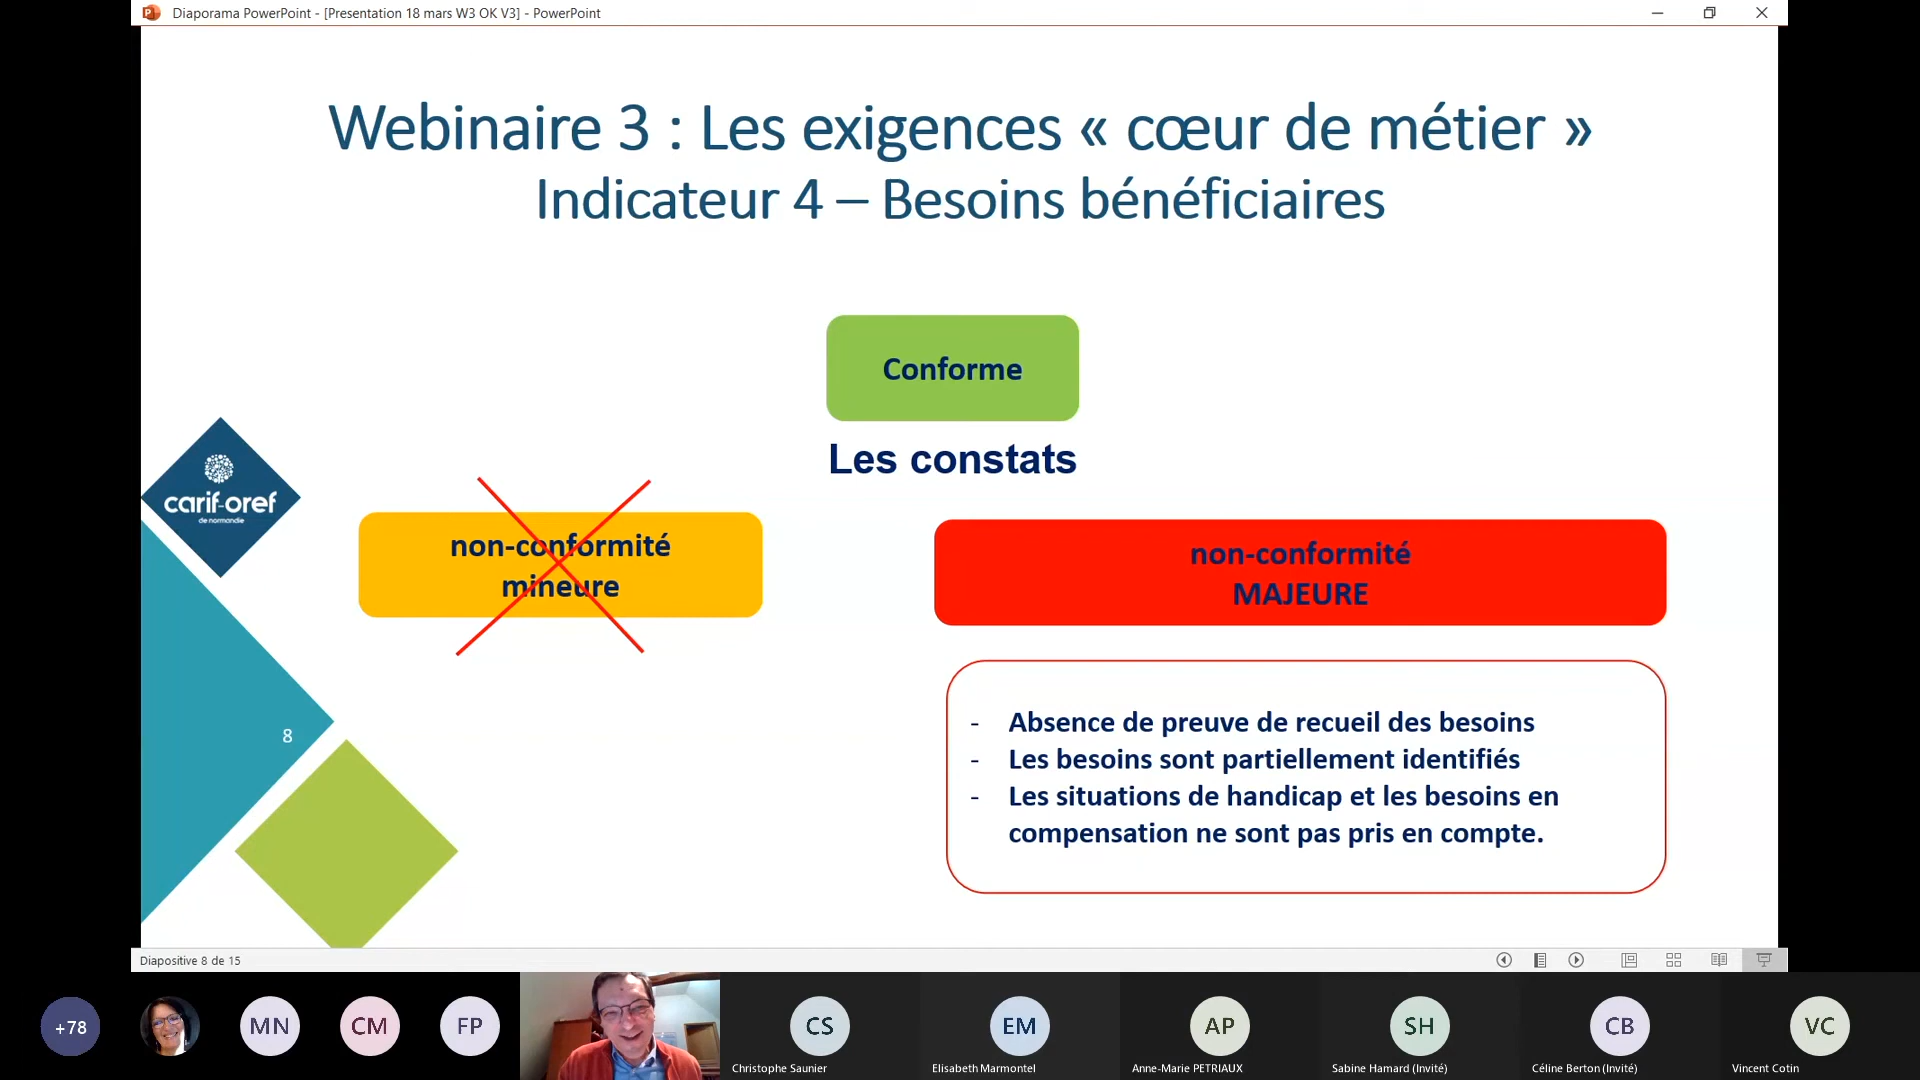 Diaporama PowerPoint - [Presentation 18 mars W3 OK V3] - PowerPoint
Webinaire 3 : Les exigences « cœur de métier »
Indicateur 4 – Besoins bénéficiaires
Conforme
Les constats
carif-oref
de normandie
non-conformité
mineure
non-conformité
MAJEURE
- Absence de preuve de recueil des besoins
- Les besoins sont partiellement identifiés
- Les situations de handicap et les besoins en
compensation ne sont pas pris en compte.
8
Diapositive 8 de 15
+78
MN
CM
FP
CS
EM
AP
SH
CB
VC
Christophe Saunier
Elisabeth Marmontel
Anne-Marie PETRIAUX
Sabine Hamard (Invité)
Céline Berton (Invité)
Vincent Cotin